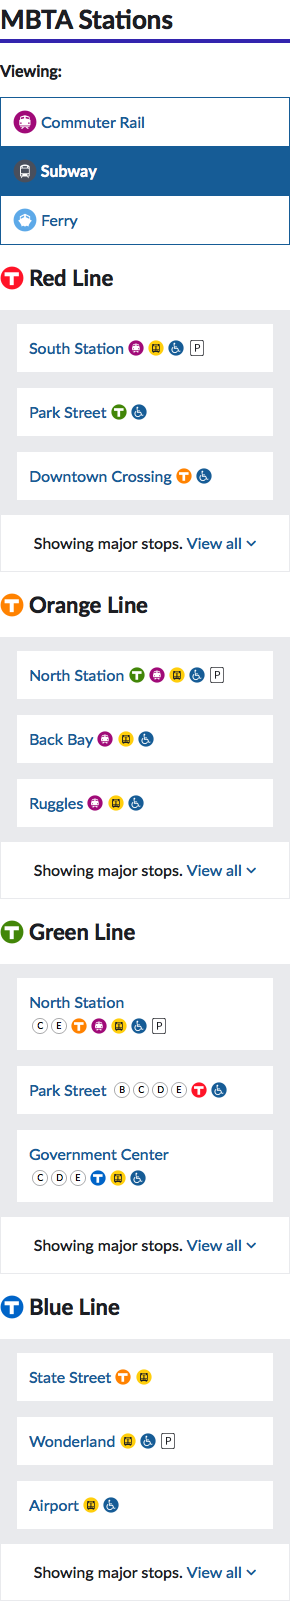 MBTA Stations
Viewing:
Commuter Rail
Subway
Ferry
T Red Line
South Station P
Park Street T
Downtown Crossing T
Showing major stops. View all
T Orange Line
North Station T P
Back Bay
Ruggles
Showing major stops. View all
T Green Line
North Station
C E T P
Park Street B C D E T
Government Center
C D E T
Showing major stops. View all
T Blue Line
State Street T
Wonderland P
Airport
Showing major stops. View all